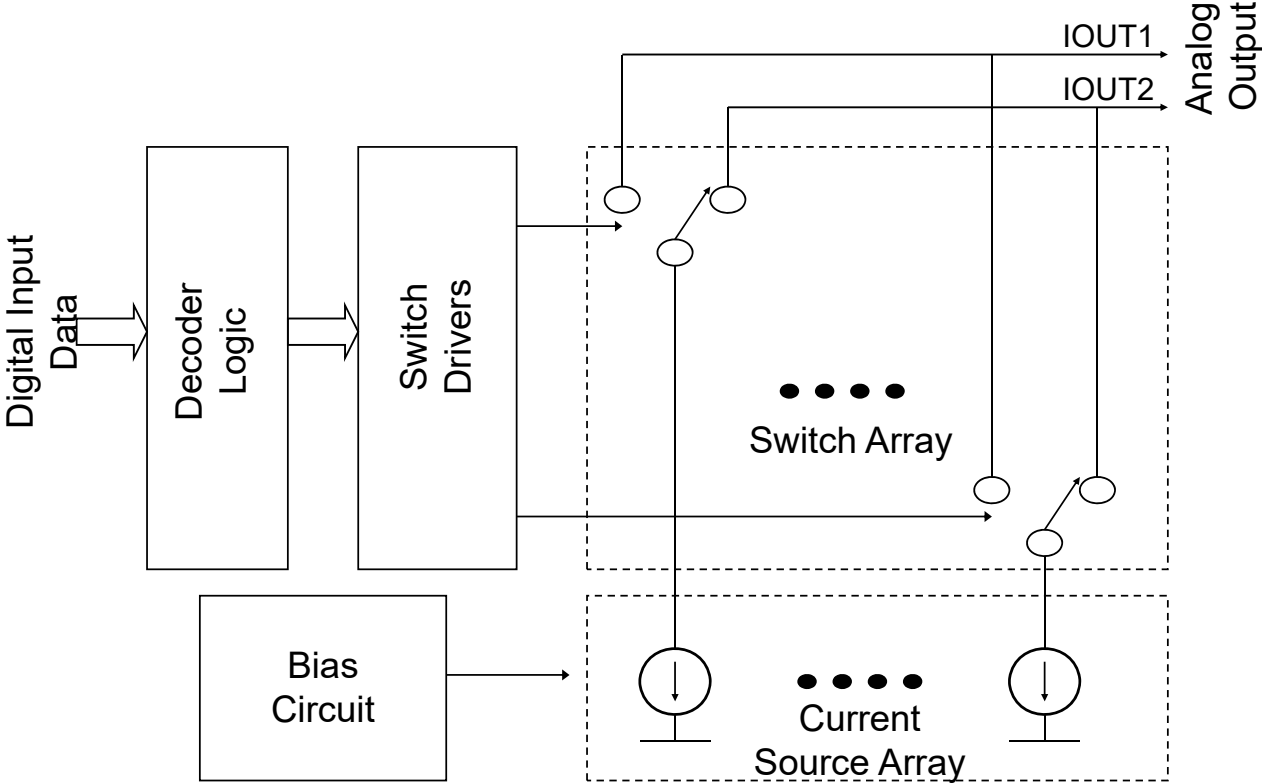 Digital Input
Data
Decoder
Logic
Switch
Drivers
IOUT1
IOUT2
Analog
Output
Switch Array
Bias
Circuit
Current
Source Array